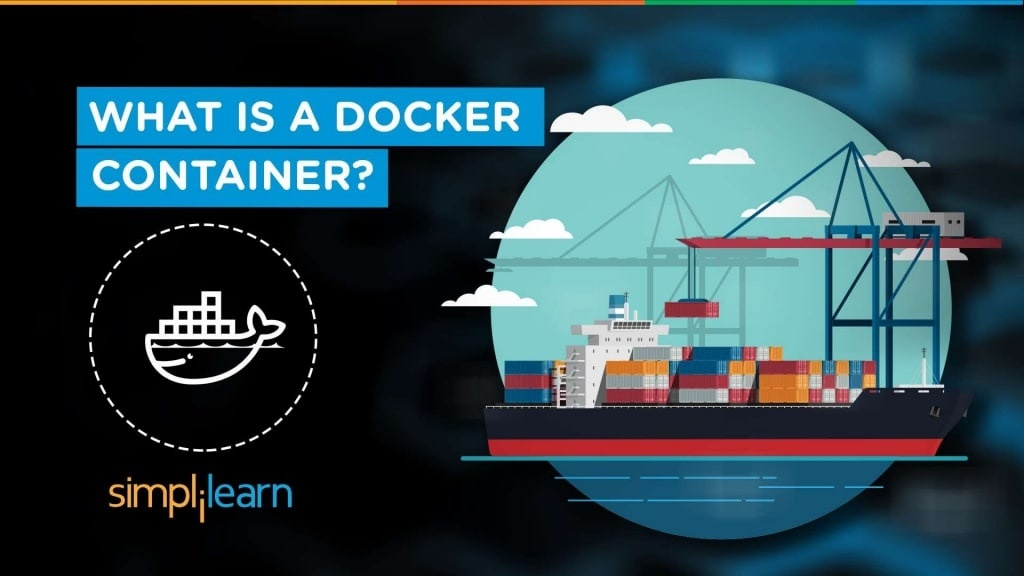 WHAT IS A DOCKER
CONTAINER?
simplilearn